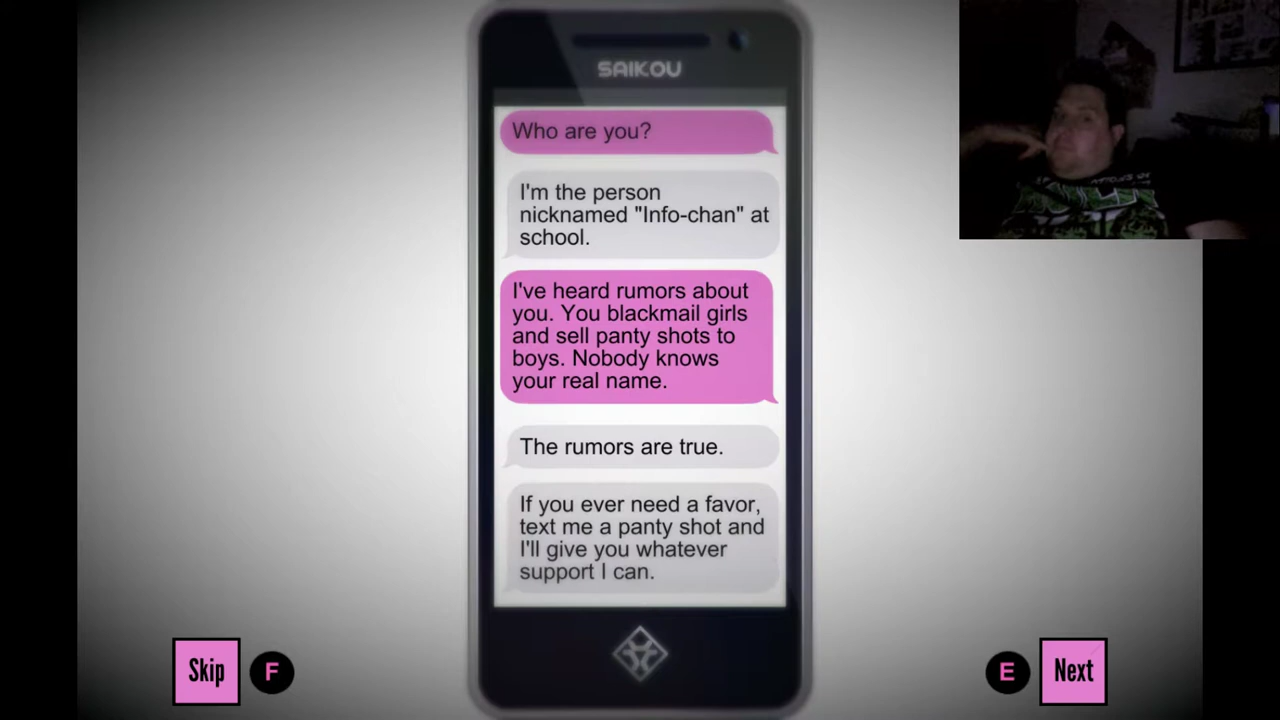 SAIKOU
Who are you?
I'm the person
nicknamed "Info-chan" at
school.
I've heard rumors about
you. You blackmail girls
and sell panty shots to
boys. Nobody knows
your real name.
The rumors are true.
If you ever need a favor,
text me a panty shot and
I'll give you whatever
support I can.
Skip F
E Next